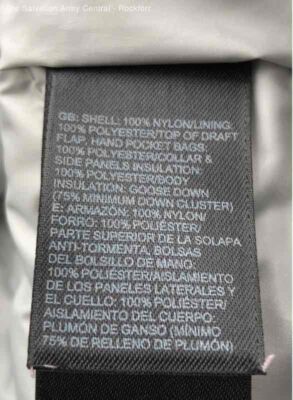 The Salvation Army Central - Rockford
GB: SHELL: 100% NYLON/LINING:
100% POLYESTER/TOP OF DRAFT
FLAP, HAND POCKET BAGS:
100% POLYESTER/COLLAR &
SIDE PANELS INSULATION:
100% POLYESTER/BODY
INSULATION: GOOSE DOWN
(75% MINIMUM DOWN CLUSTER)
E: ARMAZÓN: 100% NYLON/
FORRO: 100% POLIÉSTER/
PARTE SUPERIOR DE LA SOLAPA
ANTI-TORMENTA, BOLSAS
DEL BOLSILLO DE MANO:
100% POLIÉSTER/AISLAMIENTO
DE LOS PANELES LATERALES Y
EL CUELLO: 100% POLIÉSTER/
AISLAMIENTO DEL CUERPO:
PLUMÓN DE GANSO (MÍNIMO
75% DE RELLENO DE PLUMÓN)